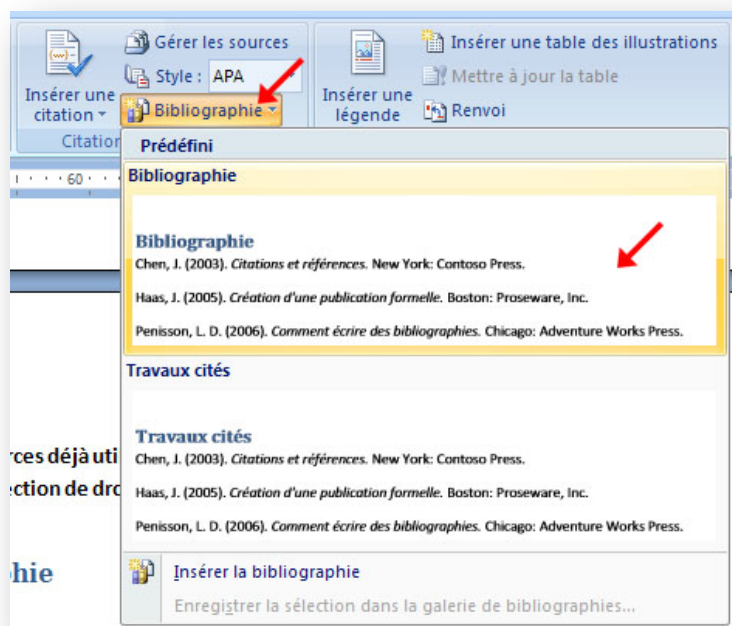 Gérer les sources
Style : APA
Insérer une citation
Bibliographie
Insérer une table des illustrations
Mettre à jour la table
Insérer une légende
Renvoi
60
Prédéfini
Bibliographie
Bibliographie
Chen, J. (2003). Citations et références. New York: Contoso Press.
Haas, J. (2005). Création d'une publication formelle. Boston: Proseware, Inc.
Penisson, L. D. (2006). Comment écrire des bibliographies. Chicago: Adventure Works Press.
Travaux cités
Travaux cités
Chen, J. (2003). Citations et références. New York: Contoso Press.
Haas, J. (2005). Création d'une publication formelle. Boston: Proseware, Inc.
Penisson, L. D. (2006). Comment écrire des bibliographies. Chicago: Adventure Works Press.
déjà
de
Insérer la bibliographie
Enregistrer la sélection dans la galerie de bibliographies...